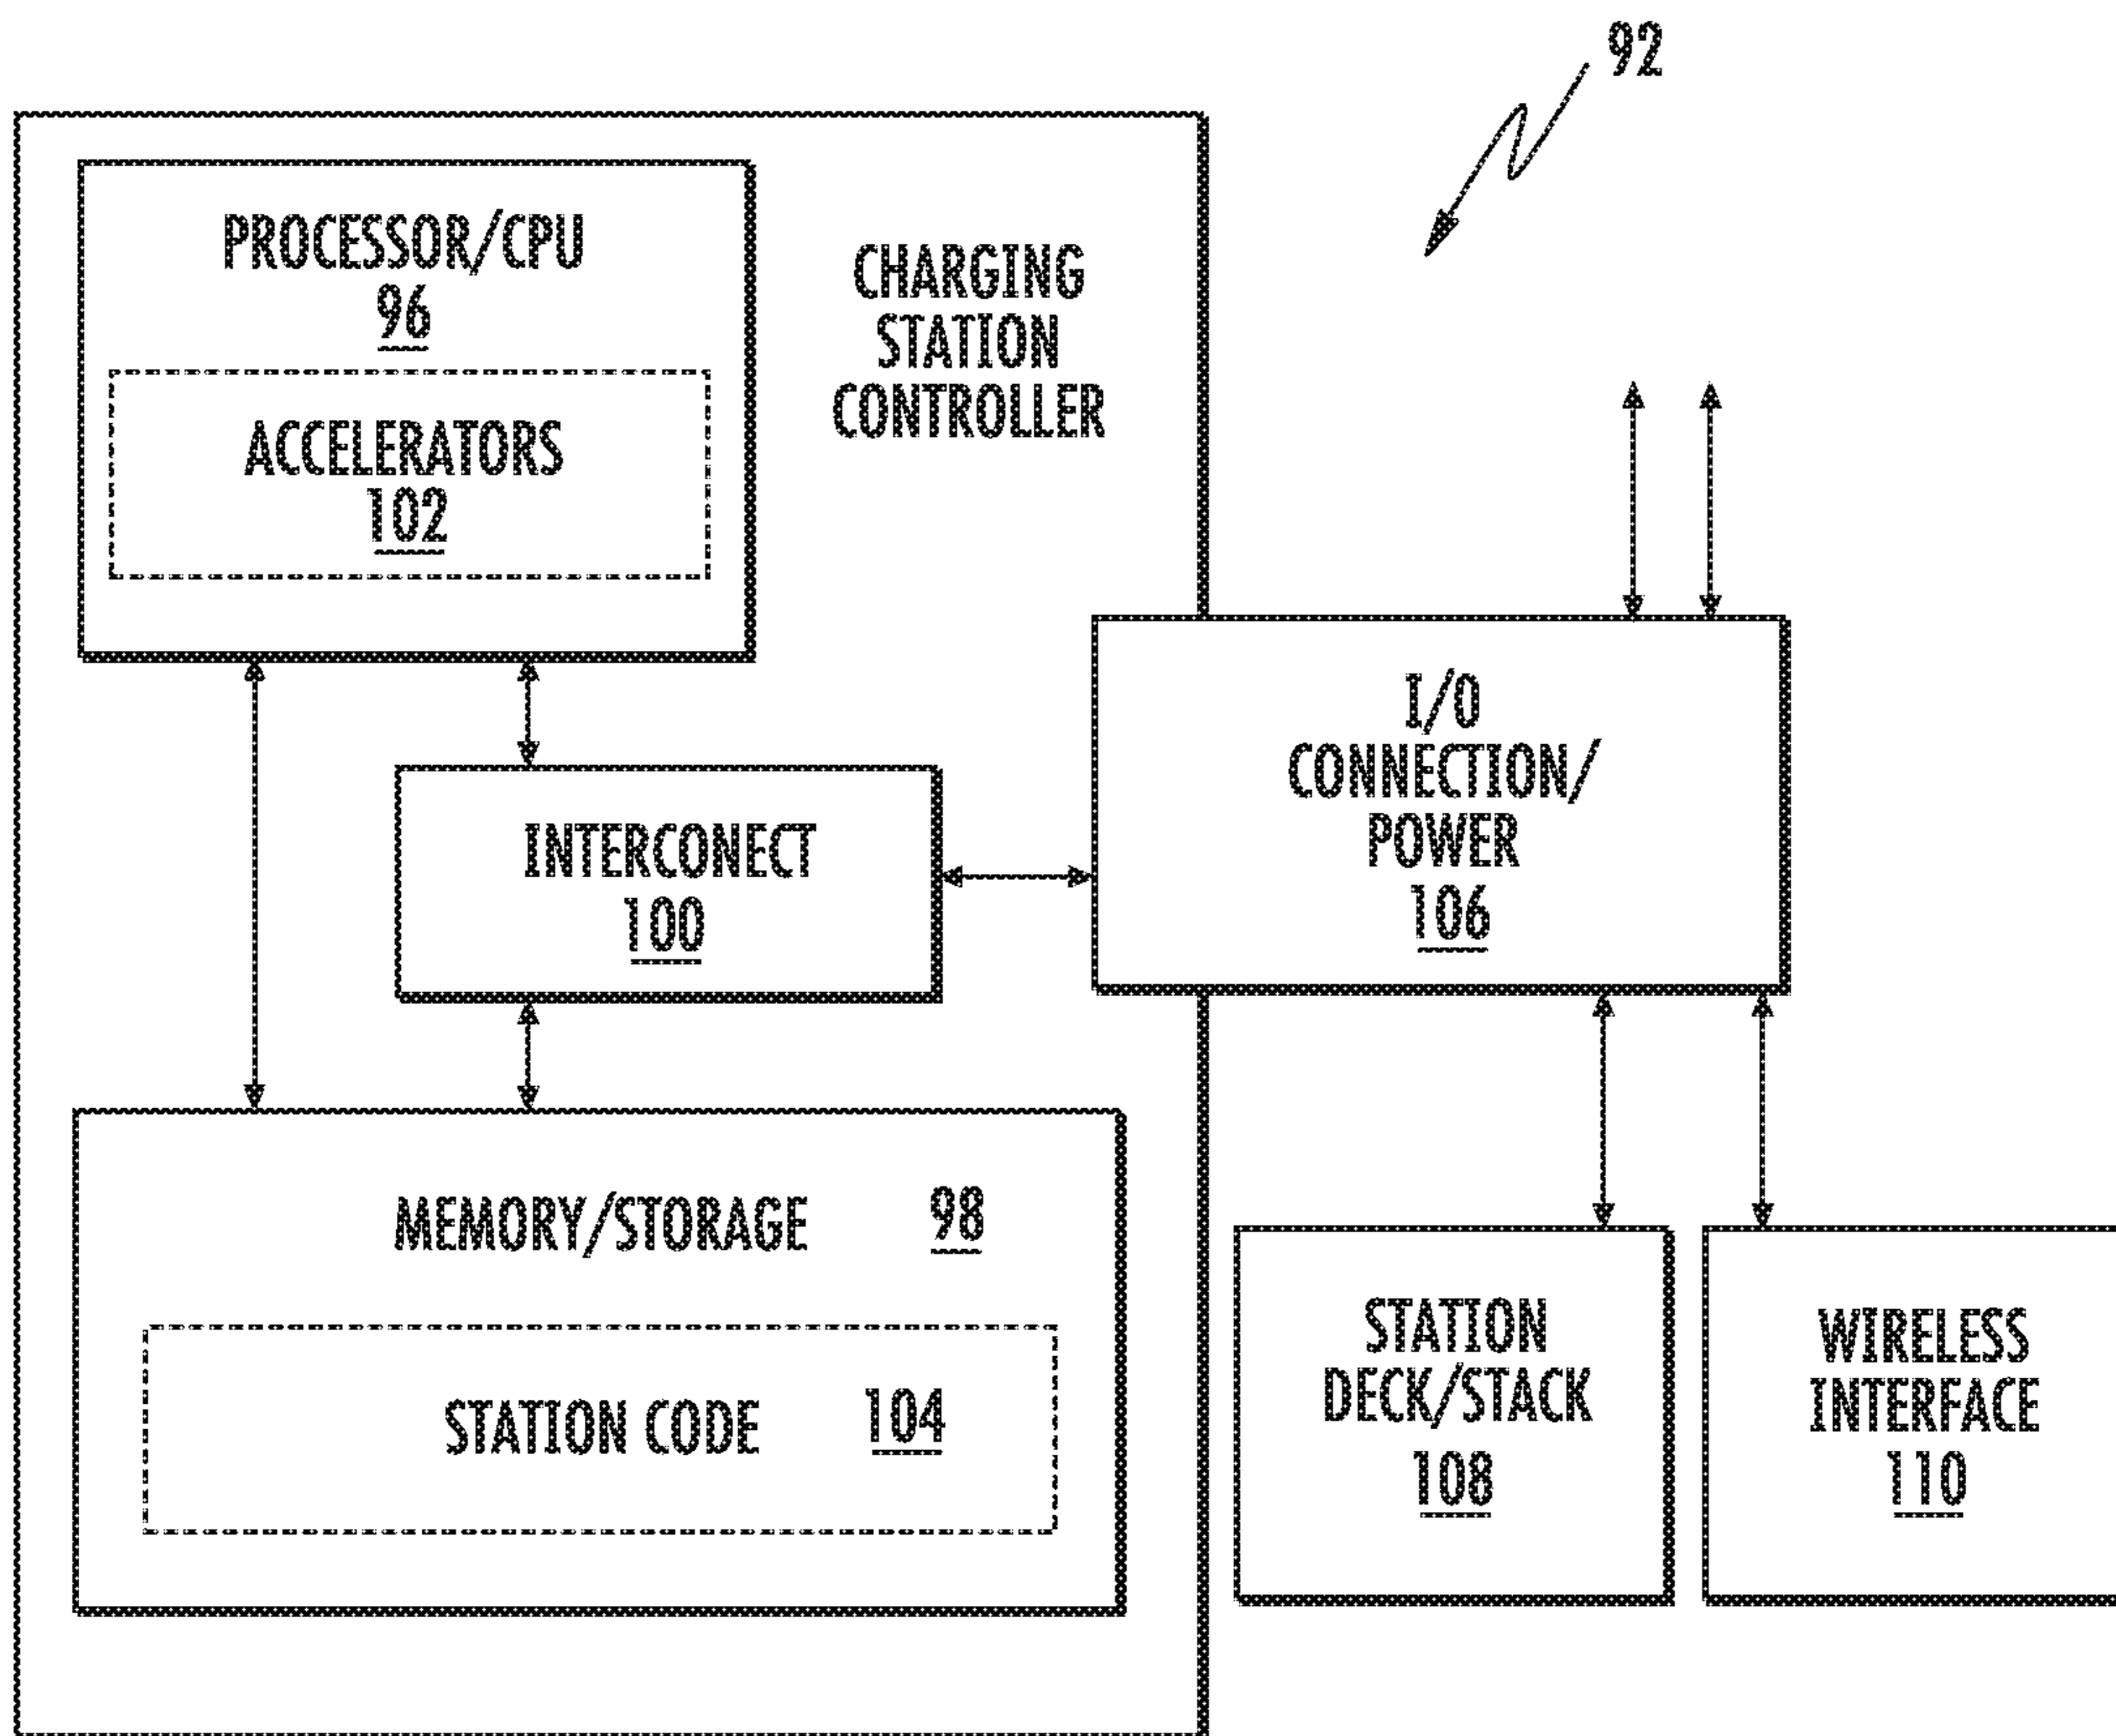 92
PROCESSOR/CPU
96
ACCELERATORS
102
CHARGING
STATION
CONTROLLER
I/O
CONNECTION/
POWER
106
INTERCONECT
100
MEMORY/STORAGE 98
STATION CODE 104
STATION
DECK/STACK
108
WIRELESS
INTERFACE
110